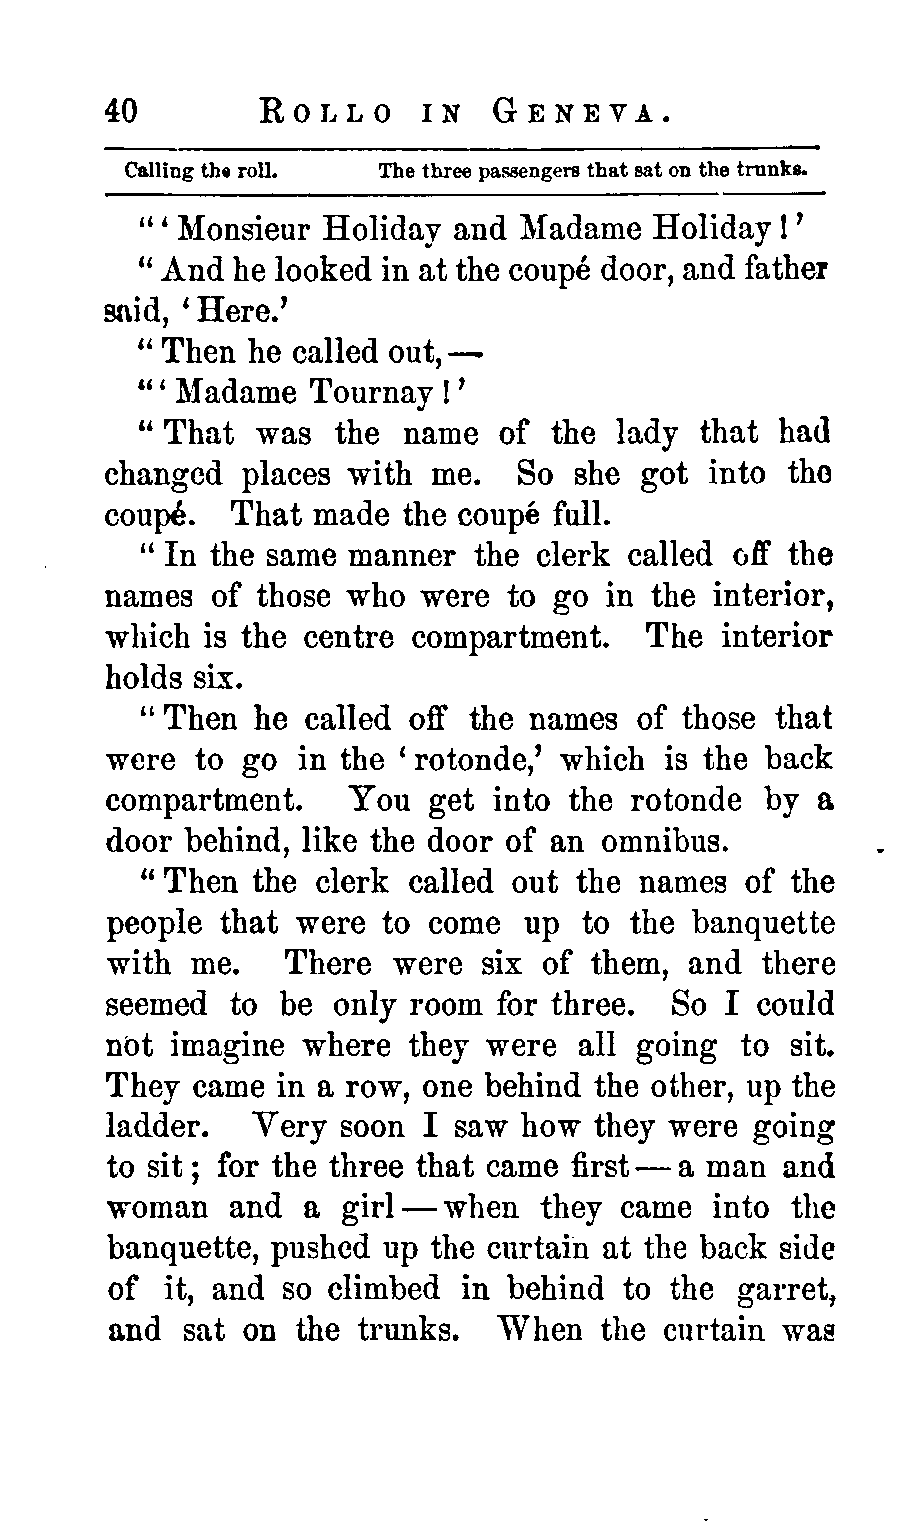 40 ROLLO IN GENEVA.
Calling the roll. The three passengers that sat on the trunks.
“‘Monsieur Holiday and Madame Holiday!’
“And he looked in at the coupé door, and father
said, ‘Here.’
“Then he called out,—
“‘Madame Tournay!’
“That was the name of the lady that had
changed places with me. So she got into the
coupé. That made the coupé full.
“In the same manner the clerk called off the
names of those who were to go in the interior,
which is the centre compartment. The interior
holds six.
“Then he called off the names of those that
were to go in the ‘rotonde,’ which is the back
compartment. You get into the rotonde by a
door behind, like the door of an omnibus.
“Then the clerk called out the names of the
people that were to come up to the banquette
with me. There were six of them, and there
seemed to be only room for three. So I could
not imagine where they were all going to sit.
They came in a row, one behind the other, up the
ladder. Very soon I saw how they were going
to sit; for the three that came first—a man and
woman and a girl—when they came into the
banquette, pushed up the curtain at the back side
of it, and so climbed in behind to the garret,
and sat on the trunks. When the curtain was